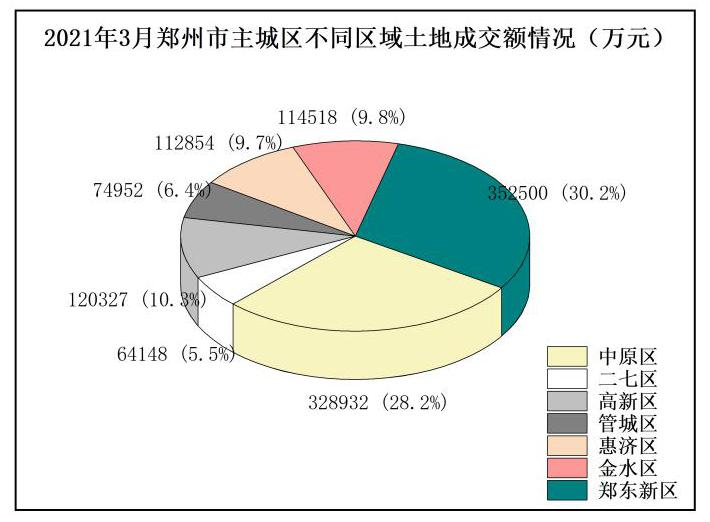 2021年3月郑州市主城区不同区域土地成交额情况（万元）
114518 (9.8%)
112854 (9.7%)
74952 (6.4%)
352500 (30.2%)
120327 (10.3%)
64148 (5.5%)
328932 (28.2%)
中原区
二七区
高新区
管城区
惠济区
金水区
郑东新区